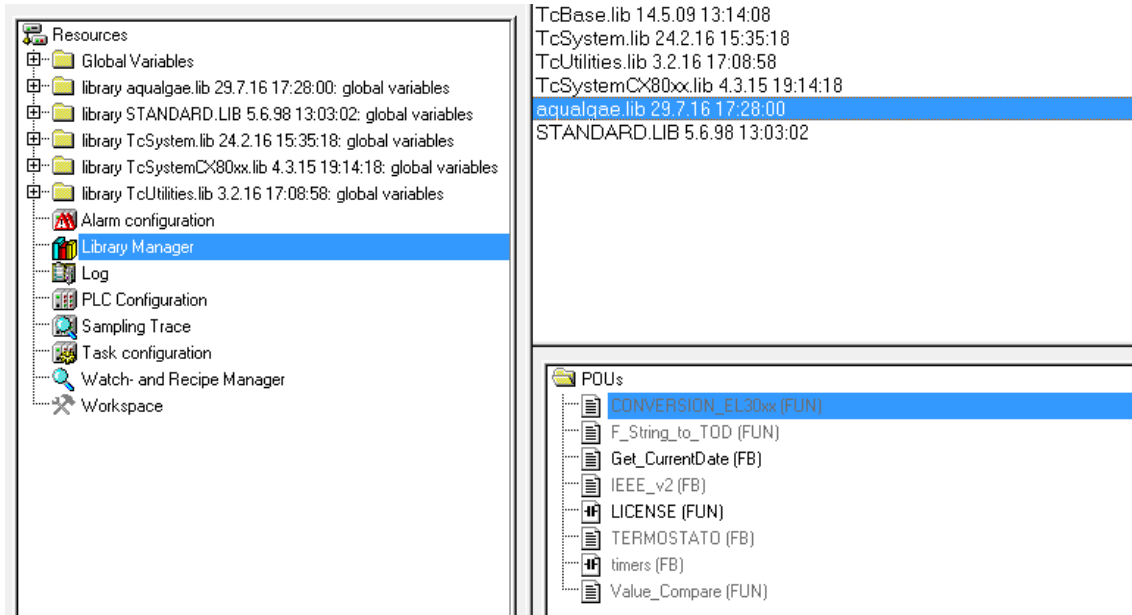 Resources
Global Variables
library aqualgae.lib 29.7.16 17:28:00: global variables
library STANDARD.LIB 5.6.98 13:03:02: global variables
library TcSystem.lib 24.2.16 15:35:18: global variables
library TcSystemCX80xx.lib 4.3.15 19:14:18: global variables
library TcUtilities.lib 3.2.16 17:08:58: global variables
Alarm configuration
Library Manager
Log
PLC Configuration
Sampling Trace
Task configuration
Watch- and Recipe Manager
Workspace
TcBase.lib 14.5.09 13:14:08
TcSystem.lib 24.2.16 15:35:18
TcUtilities.lib 3.2.16 17:08:58
TcSystemCX80xx.lib 4.3.15 19:14:18
aqualgae.lib 29.7.16 17:28:00
STANDARD.LIB 5.6.98 13:03:02
POUs
CONVERSION_EL30xx (FUN)
F_String_to_TOD (FUN)
Get_CurrentDate (FB)
IEEE_v2 (FB)
LICENSE (FUN)
TERMOSTATO (FB)
timers (FB)
Value_Compare (FUN)